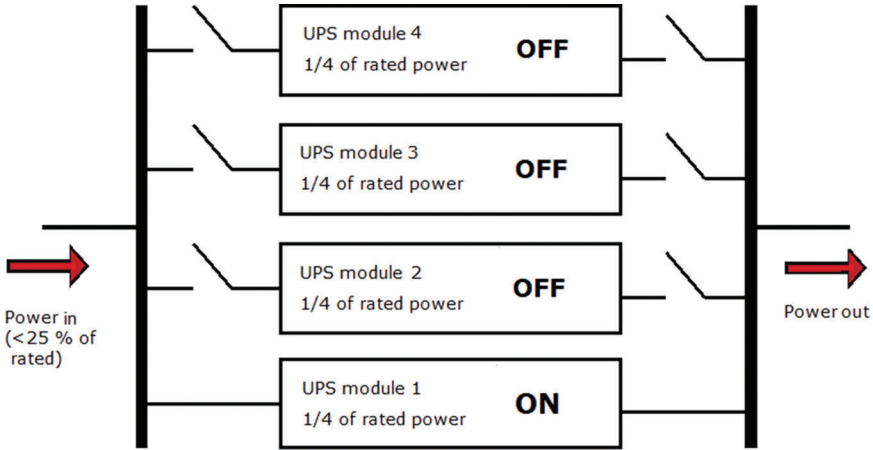 UPS module 4
1/4 of rated power
OFF
UPS module 3
1/4 of rated power
OFF
UPS module 2
1/4 of rated power
OFF
UPS module 1
1/4 of rated power
ON
Power in
(<25 % of
rated)
Power out